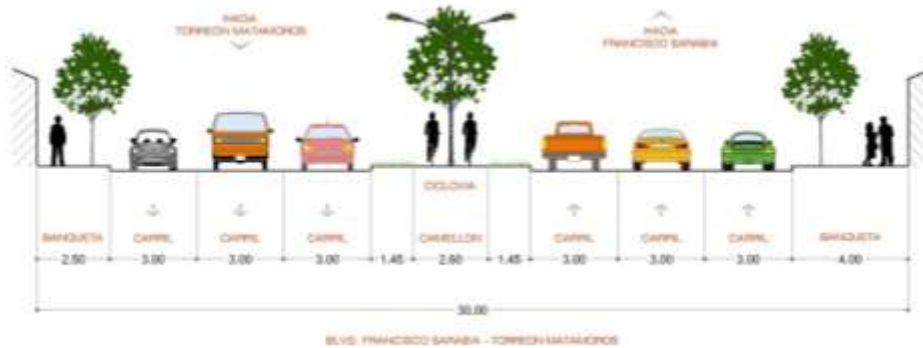 HACIA
TORREÓN MATAMOROS
HACIA
FRANCISCO SARABIA
CICLOVIA
BANQUETA CARRIL CARRIL CARRIL CAMELLON CARRIL CARRIL CARRIL BANQUETA
2.50 3.00 3.00 3.00 1.45 2.60 1.45 3.00 3.00 3.00 4.00
30.00
BLVD. FRANCISCO SARABIA - TORREON MATAMOROS